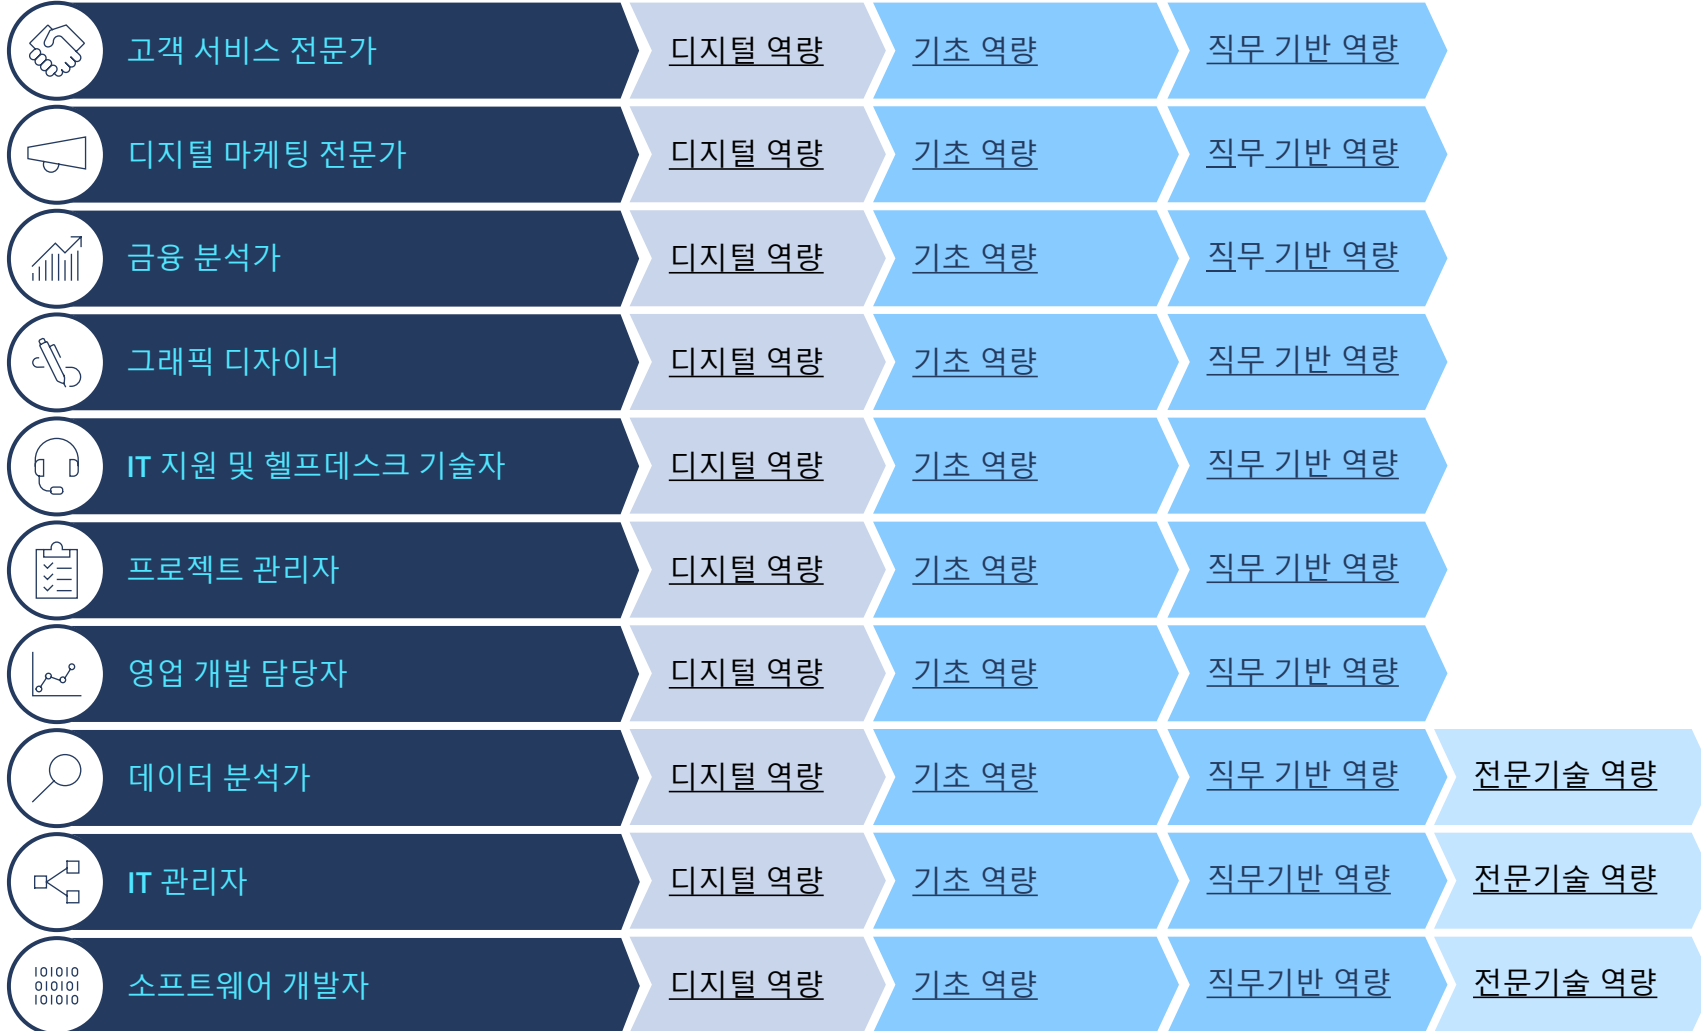 고객 서비스 전문가 디지털 역량 기초 역량 직무 기반 역량
디지털 마케팅 전문가 디지털 역량 기초 역량 직무 기반 역량
금융 분석가 디지털 역량 기초 역량 직무 기반 역량
그래픽 디자이너 디지털 역량 기초 역량 직무 기반 역량
IT 지원 및 헬프데스크 기술자 디지털 역량 기초 역량 직무 기반 역량
프로젝트 관리자 디지털 역량 기초 역량 직무 기반 역량
영업 개발 담당자 디지털 역량 기초 역량 직무 기반 역량
데이터 분석가 디지털 역량 기초 역량 직무 기반 역량 전문기술 역량
IT 관리자 디지털 역량 기초 역량 직무기반 역량 전문기술 역량
101010
010101
101010
소프트웨어 개발자 디지털 역량 기초 역량 직무기반 역량 전문기술 역량